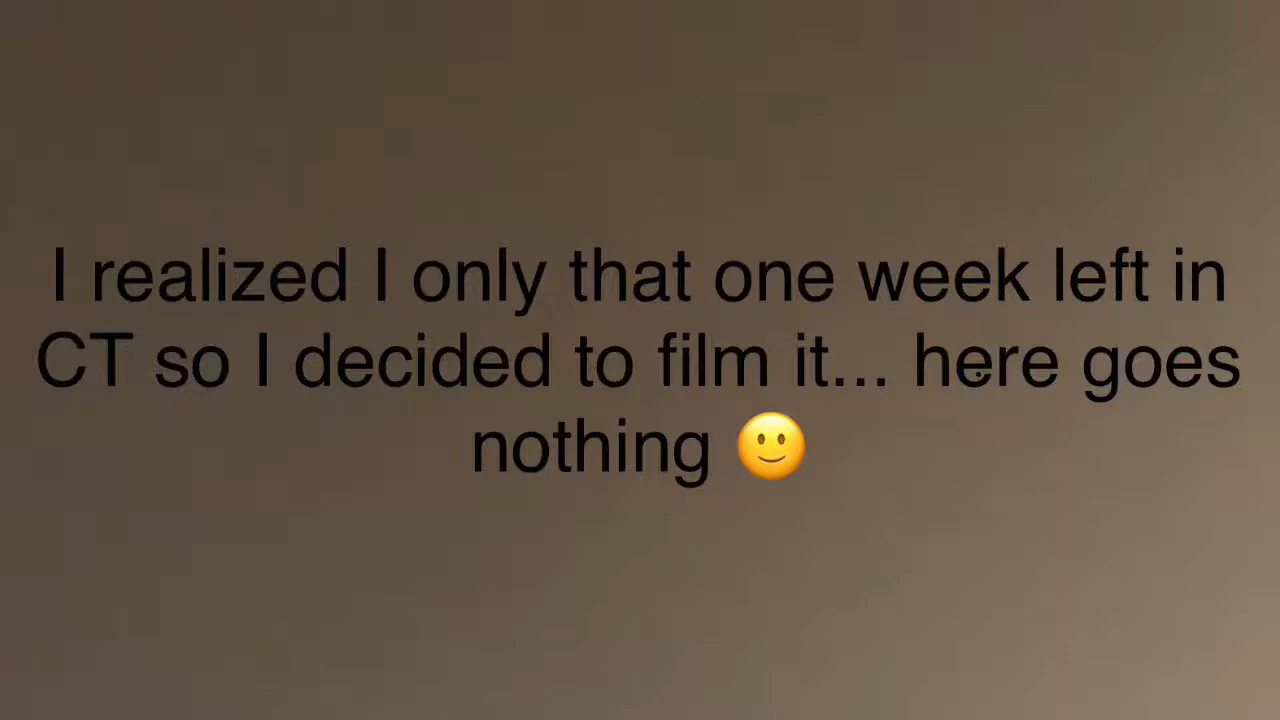 I realized I only that one week left in
CT so I decided to film it... here goes
nothing 🙂